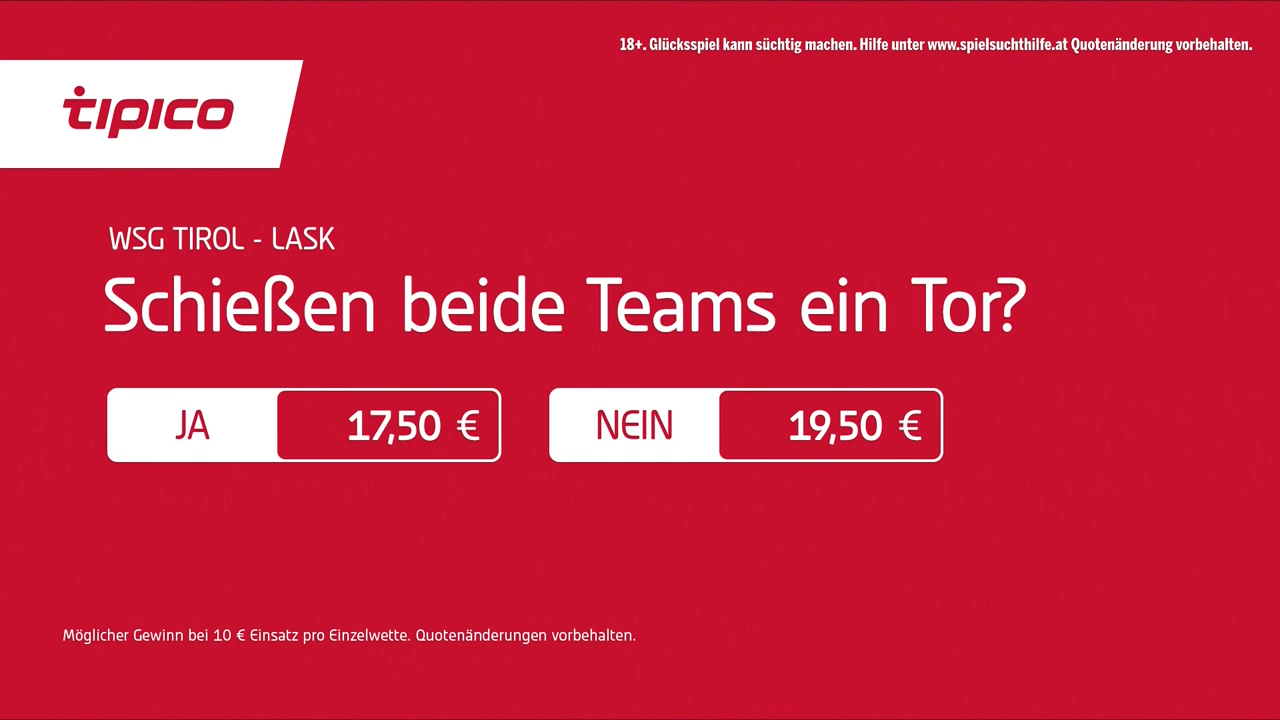 18+. Glücksspiel kann süchtig machen. Hilfe unter www.spielsuchthilfe.at Quotenänderung vorbehalten.
tipico
WSG TIROL - LASK
Schießen beide Teams ein Tor?
JA 17,50 € NEIN 19,50 €
Möglicher Gewinn bei 10 € Einsatz pro Einzelwette. Quotenänderungen vorbehalten.